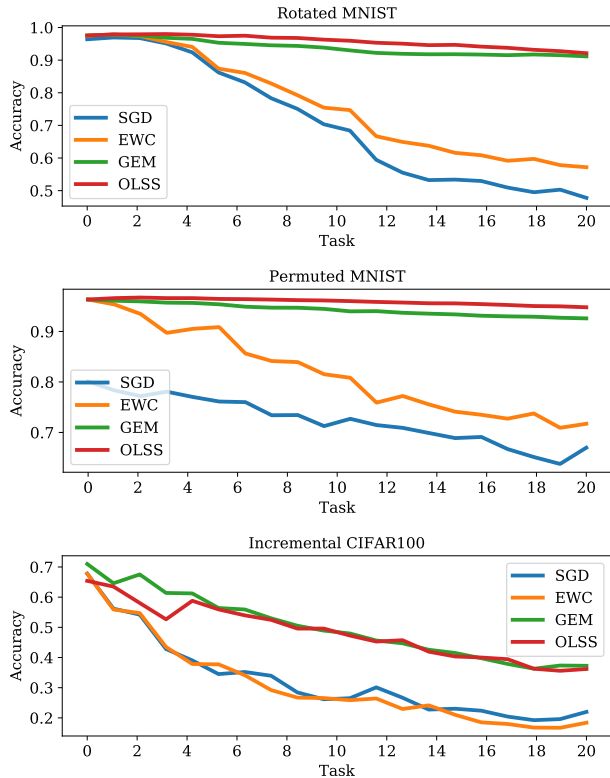 Rotated MNIST
Accuracy
1.0
0.9
0.8
0.7
0.6
0.5
SGD
EWC
GEM
OLSS
0 2 4 6 8 10 12 14 16 18 20
Task
Permuted MNIST
Accuracy
0.9
0.8
0.7
SGD
EWC
GEM
OLSS
0 2 4 6 8 10 12 14 16 18 20
Task
Incremental CIFAR100
Accuracy
0.7
0.6
0.5
0.4
0.3
0.2
SGD
EWC
GEM
OLSS
0 2 4 6 8 10 12 14 16 18 20
Task